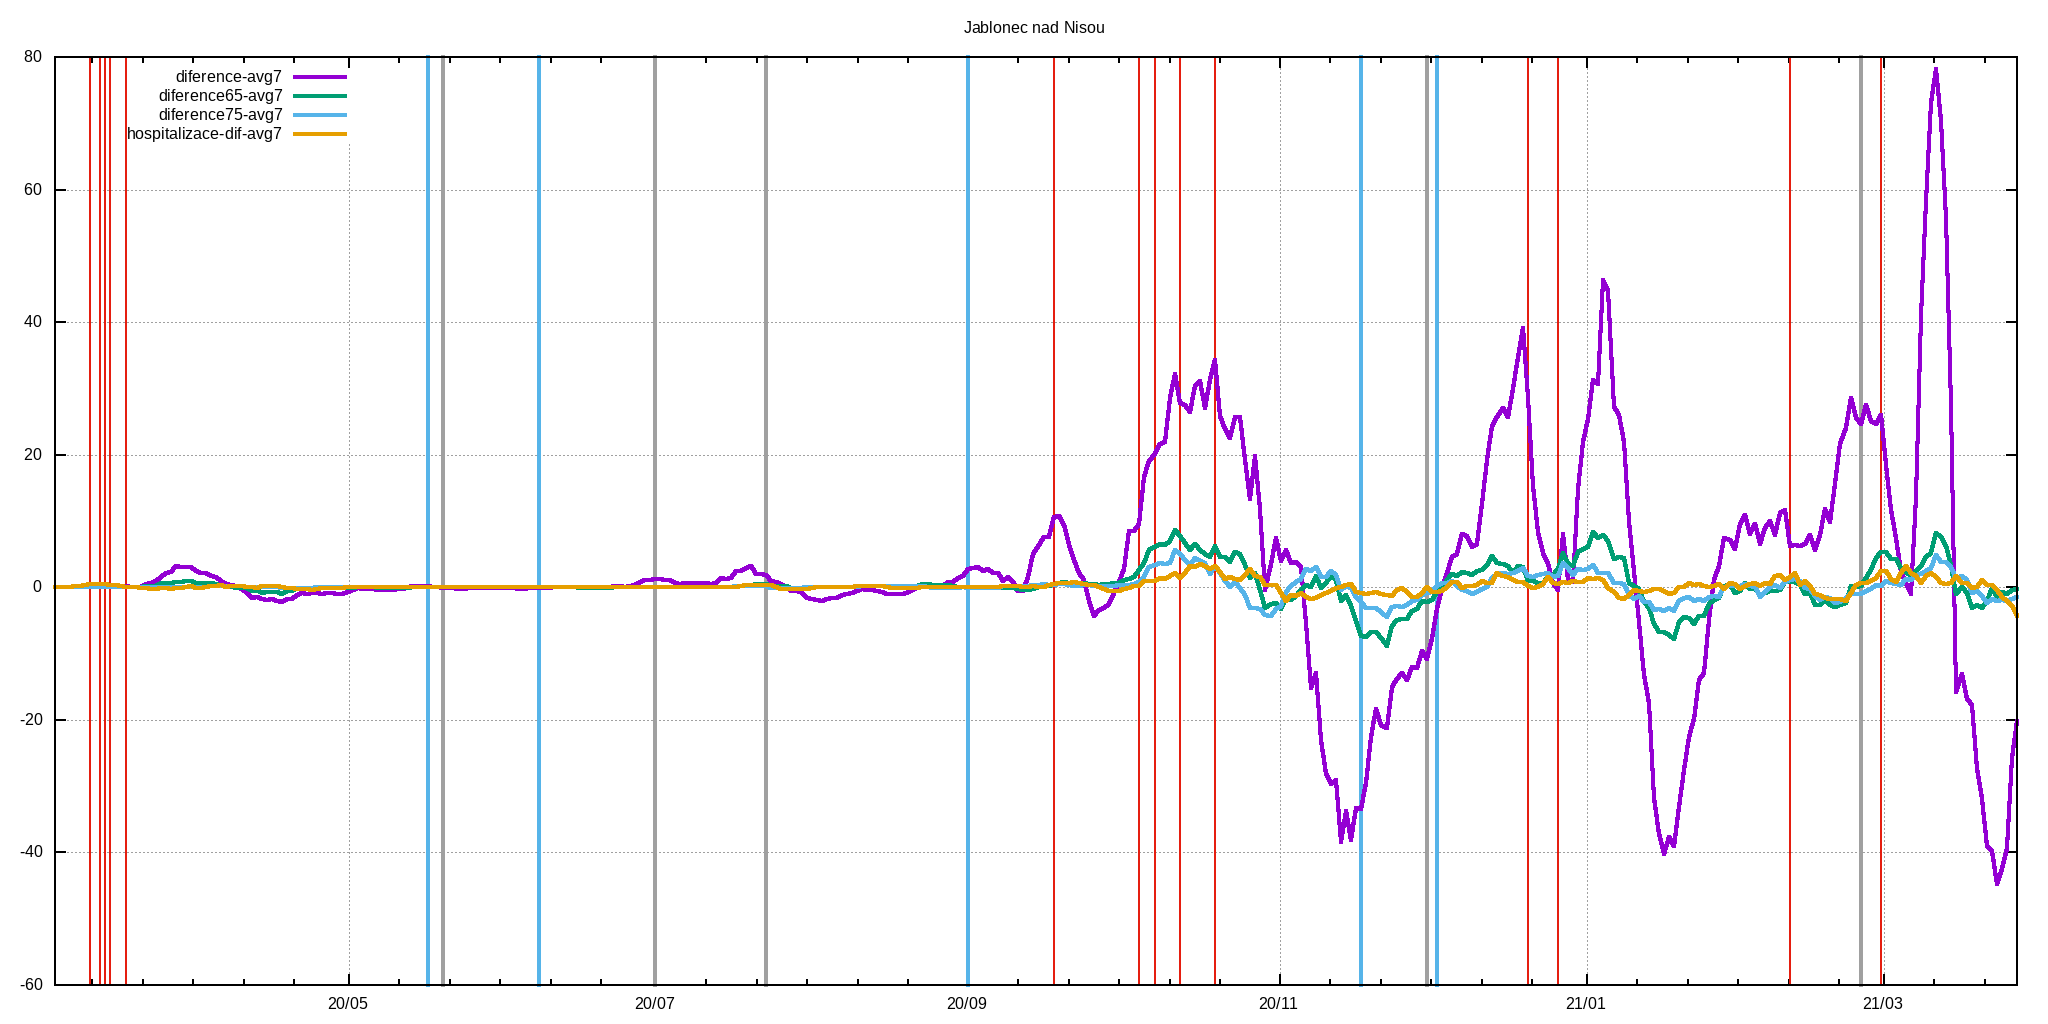 Jablonec nad Nisou
diference-avg7
diference65-avg7
diference75-avg7
hospitalizace-dif-avg7
80
60
40
20
0
-20
-40
-60
20/05 20/07 20/09 20/11 21/01 21/03